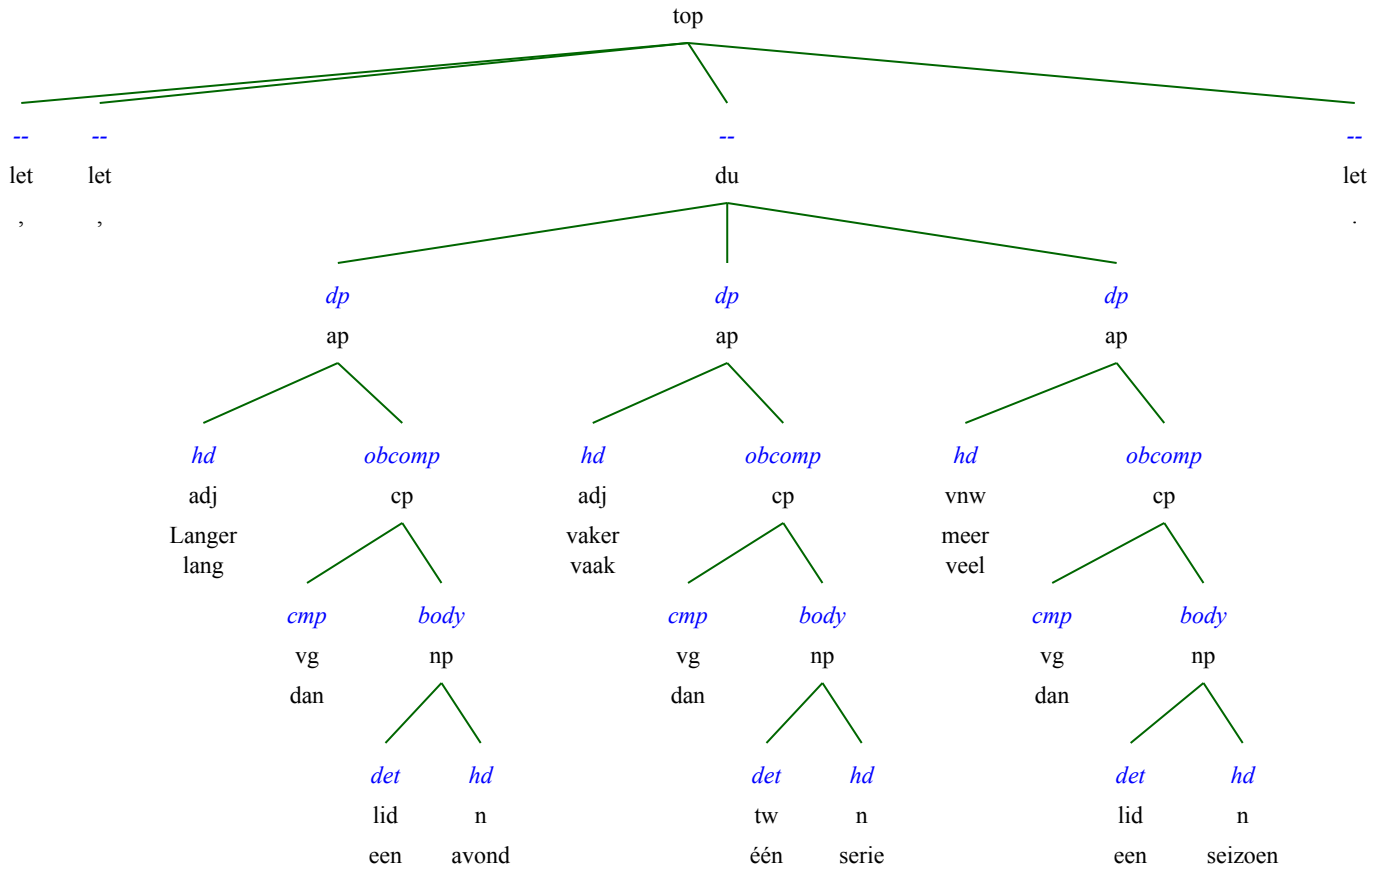 top
-- -- -- --
let let du let
, , .
dp dp dp
ap ap ap
hd obcomp hd obcomp hd obcomp
adj cp adj cp vnw cp
Langer vaker meer
lang vaak veel
cmp body cmp body cmp body
vg np vg np vg np
dan dan dan
det hd det hd det hd
lid n tw n lid n
een avond één serie een seizoen